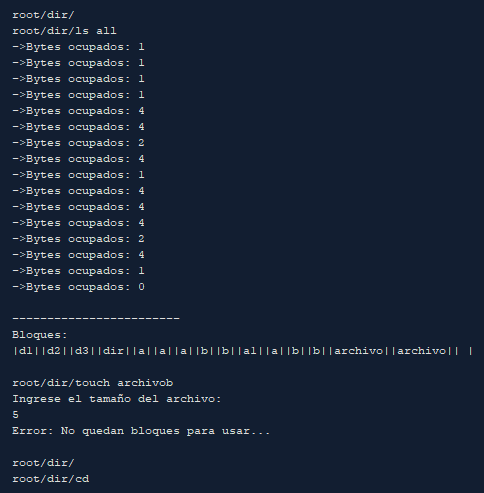 root/dir/
root/dir/ls all
->Bytes ocupados: 1
->Bytes ocupados: 1
->Bytes ocupados: 1
->Bytes ocupados: 1
->Bytes ocupados: 4
->Bytes ocupados: 4
->Bytes ocupados: 2
->Bytes ocupados: 4
->Bytes ocupados: 1
->Bytes ocupados: 4
->Bytes ocupados: 4
->Bytes ocupados: 4
->Bytes ocupados: 2
->Bytes ocupados: 4
->Bytes ocupados: 1
->Bytes ocupados: 0
------------------------
Bloques:
|d1||d2||d3||dir||a||a||a||b||b||a1||a||b||b||archivo||archivo|| |
root/dir/touch archivob
Ingrese el tamaño del archivo:
5
Error: No quedan bloques para usar...
root/dir/
root/dir/cd